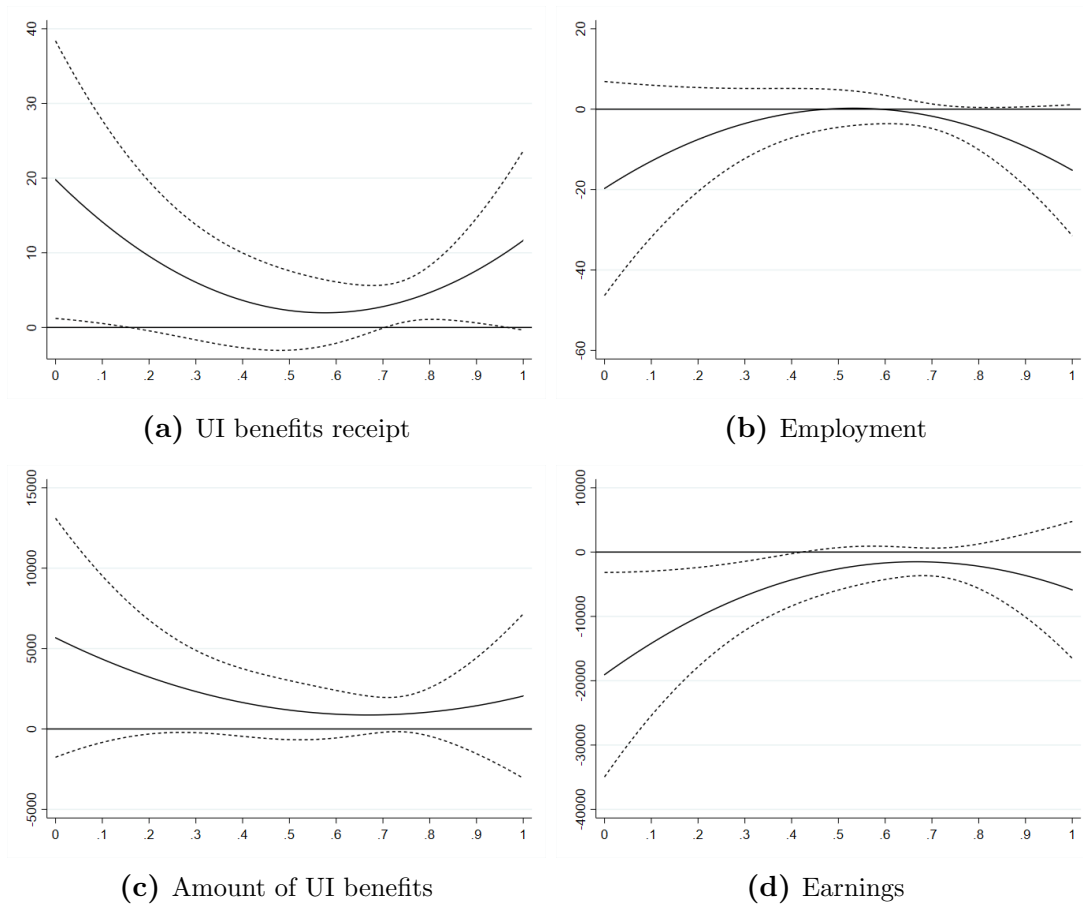 40
30
20
10
0
0 .1 .2 .3 .4 .5 .6 .7 .8 .9 1
(a) UI benefits receipt
20
0
-20
-40
-60
0 .1 .2 .3 .4 .5 .6 .7 .8 .9 1
(b) Employment
15000
10000
5000
0
-5000
0 .1 .2 .3 .4 .5 .6 .7 .8 .9 1
(c) Amount of UI benefits
10000
0
-10000
-20000
-30000
-40000
0 .1 .2 .3 .4 .5 .6 .7 .8 .9 1
(d) Earnings